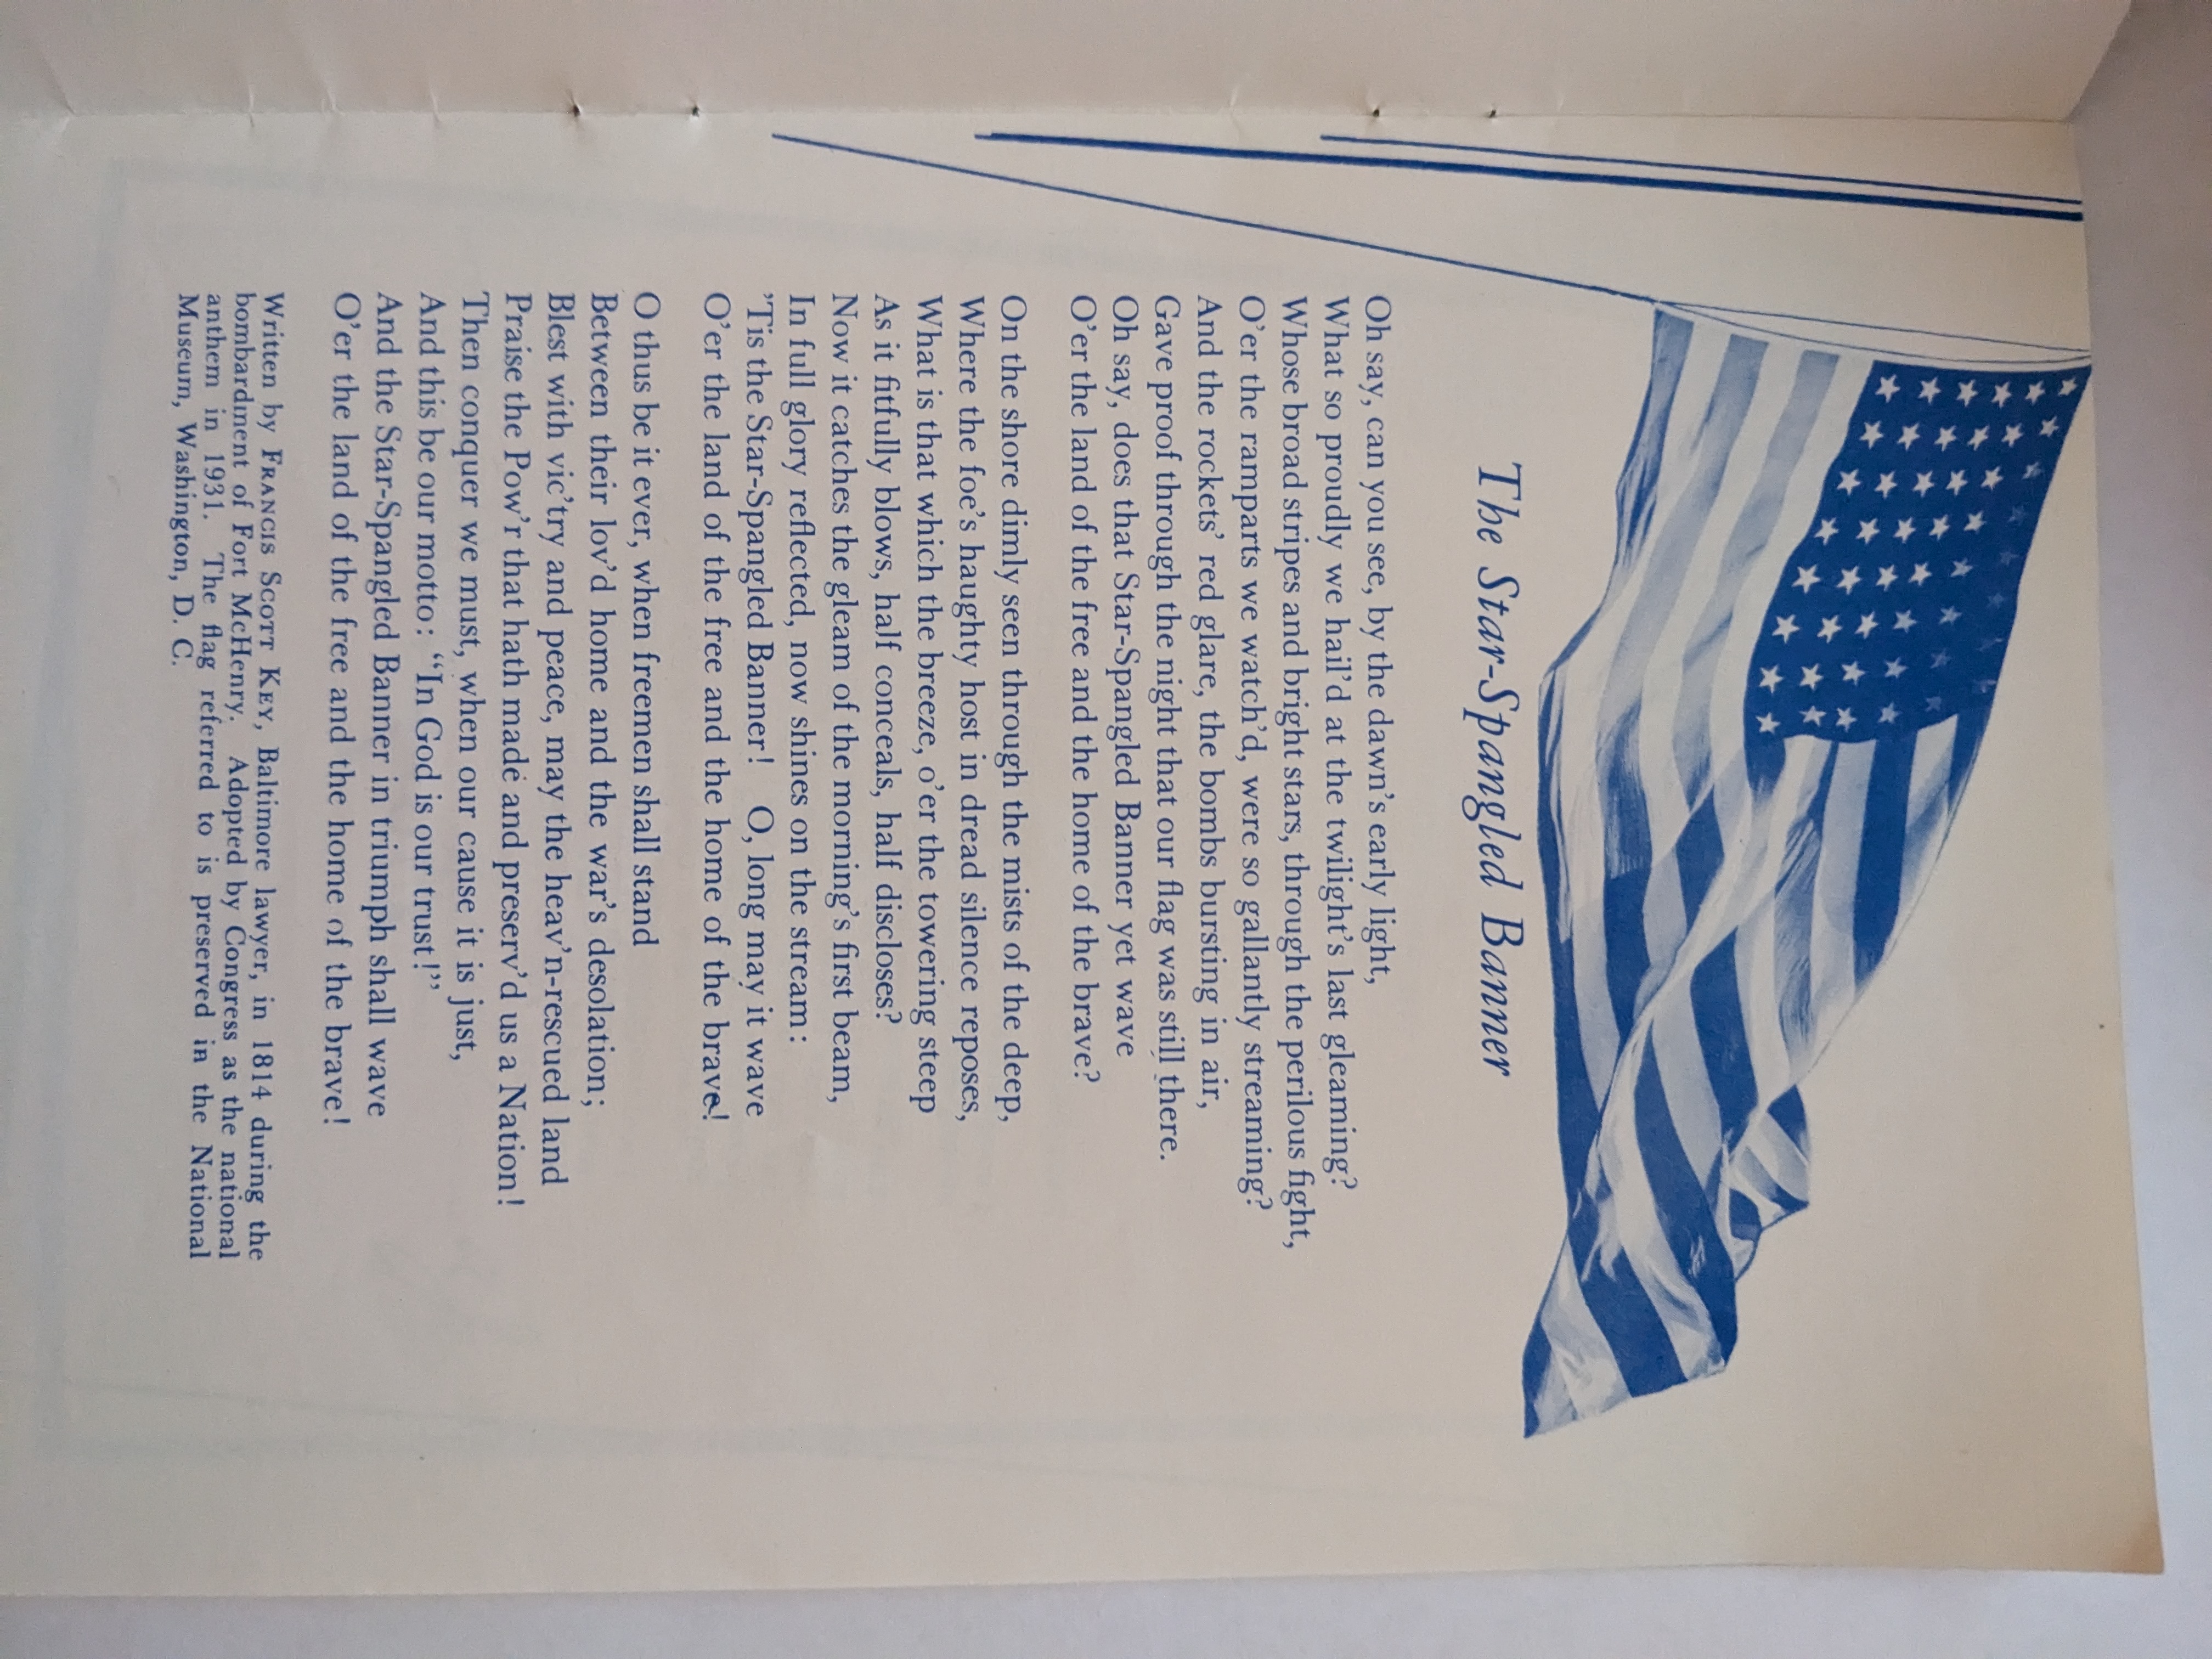 The Star-Spangled Banner
Oh say, can you see, by the dawn's early light,
What so proudly we hail'd at the twilight's last gleaming?
Whose broad stripes and bright stars, through the perilous fight,
O'er the ramparts we watch'd, were so gallantly streaming?
And the rockets' red glare, the bombs bursting in air,
Gave proof through the night that our flag was still there.
Oh say, does that Star-Spangled Banner yet wave
O'er the land of the free and the home of the brave?
On the shore dimly seen through the mists of the deep,
Where the foe's haughty host in dread silence reposes,
What is that which the breeze, o'er the towering steep
As it fitfully blows, half conceals, half discloses?
Now it catches the gleam of the morning's first beam,
In full glory reflected, now shines on the stream:
'Tis the Star-Spangled Banner! O, long may it wave
O'er the land of the free and the home of the brave!
O thus be it ever, when freemen shall stand
Between their lov'd home and the war's desolation;
Blest with vic'try and peace, may the heav'n-rescued land
Praise the Pow'r that hath made and preserv'd us a Nation!
Then conquer we must, when our cause it is just,
And this be our motto: "In God is our trust!"
And the Star-Spangled Banner in triumph shall wave
O'er the land of the free and the home of the brave!
Written by FRANCIS SCOTT KEY, Baltimore lawyer, in 1814 during the
bombardment of Fort McHenry. Adopted by Congress as the national
anthem in 1931. The flag referred to is preserved in the National
Museum, Washington, D. C.